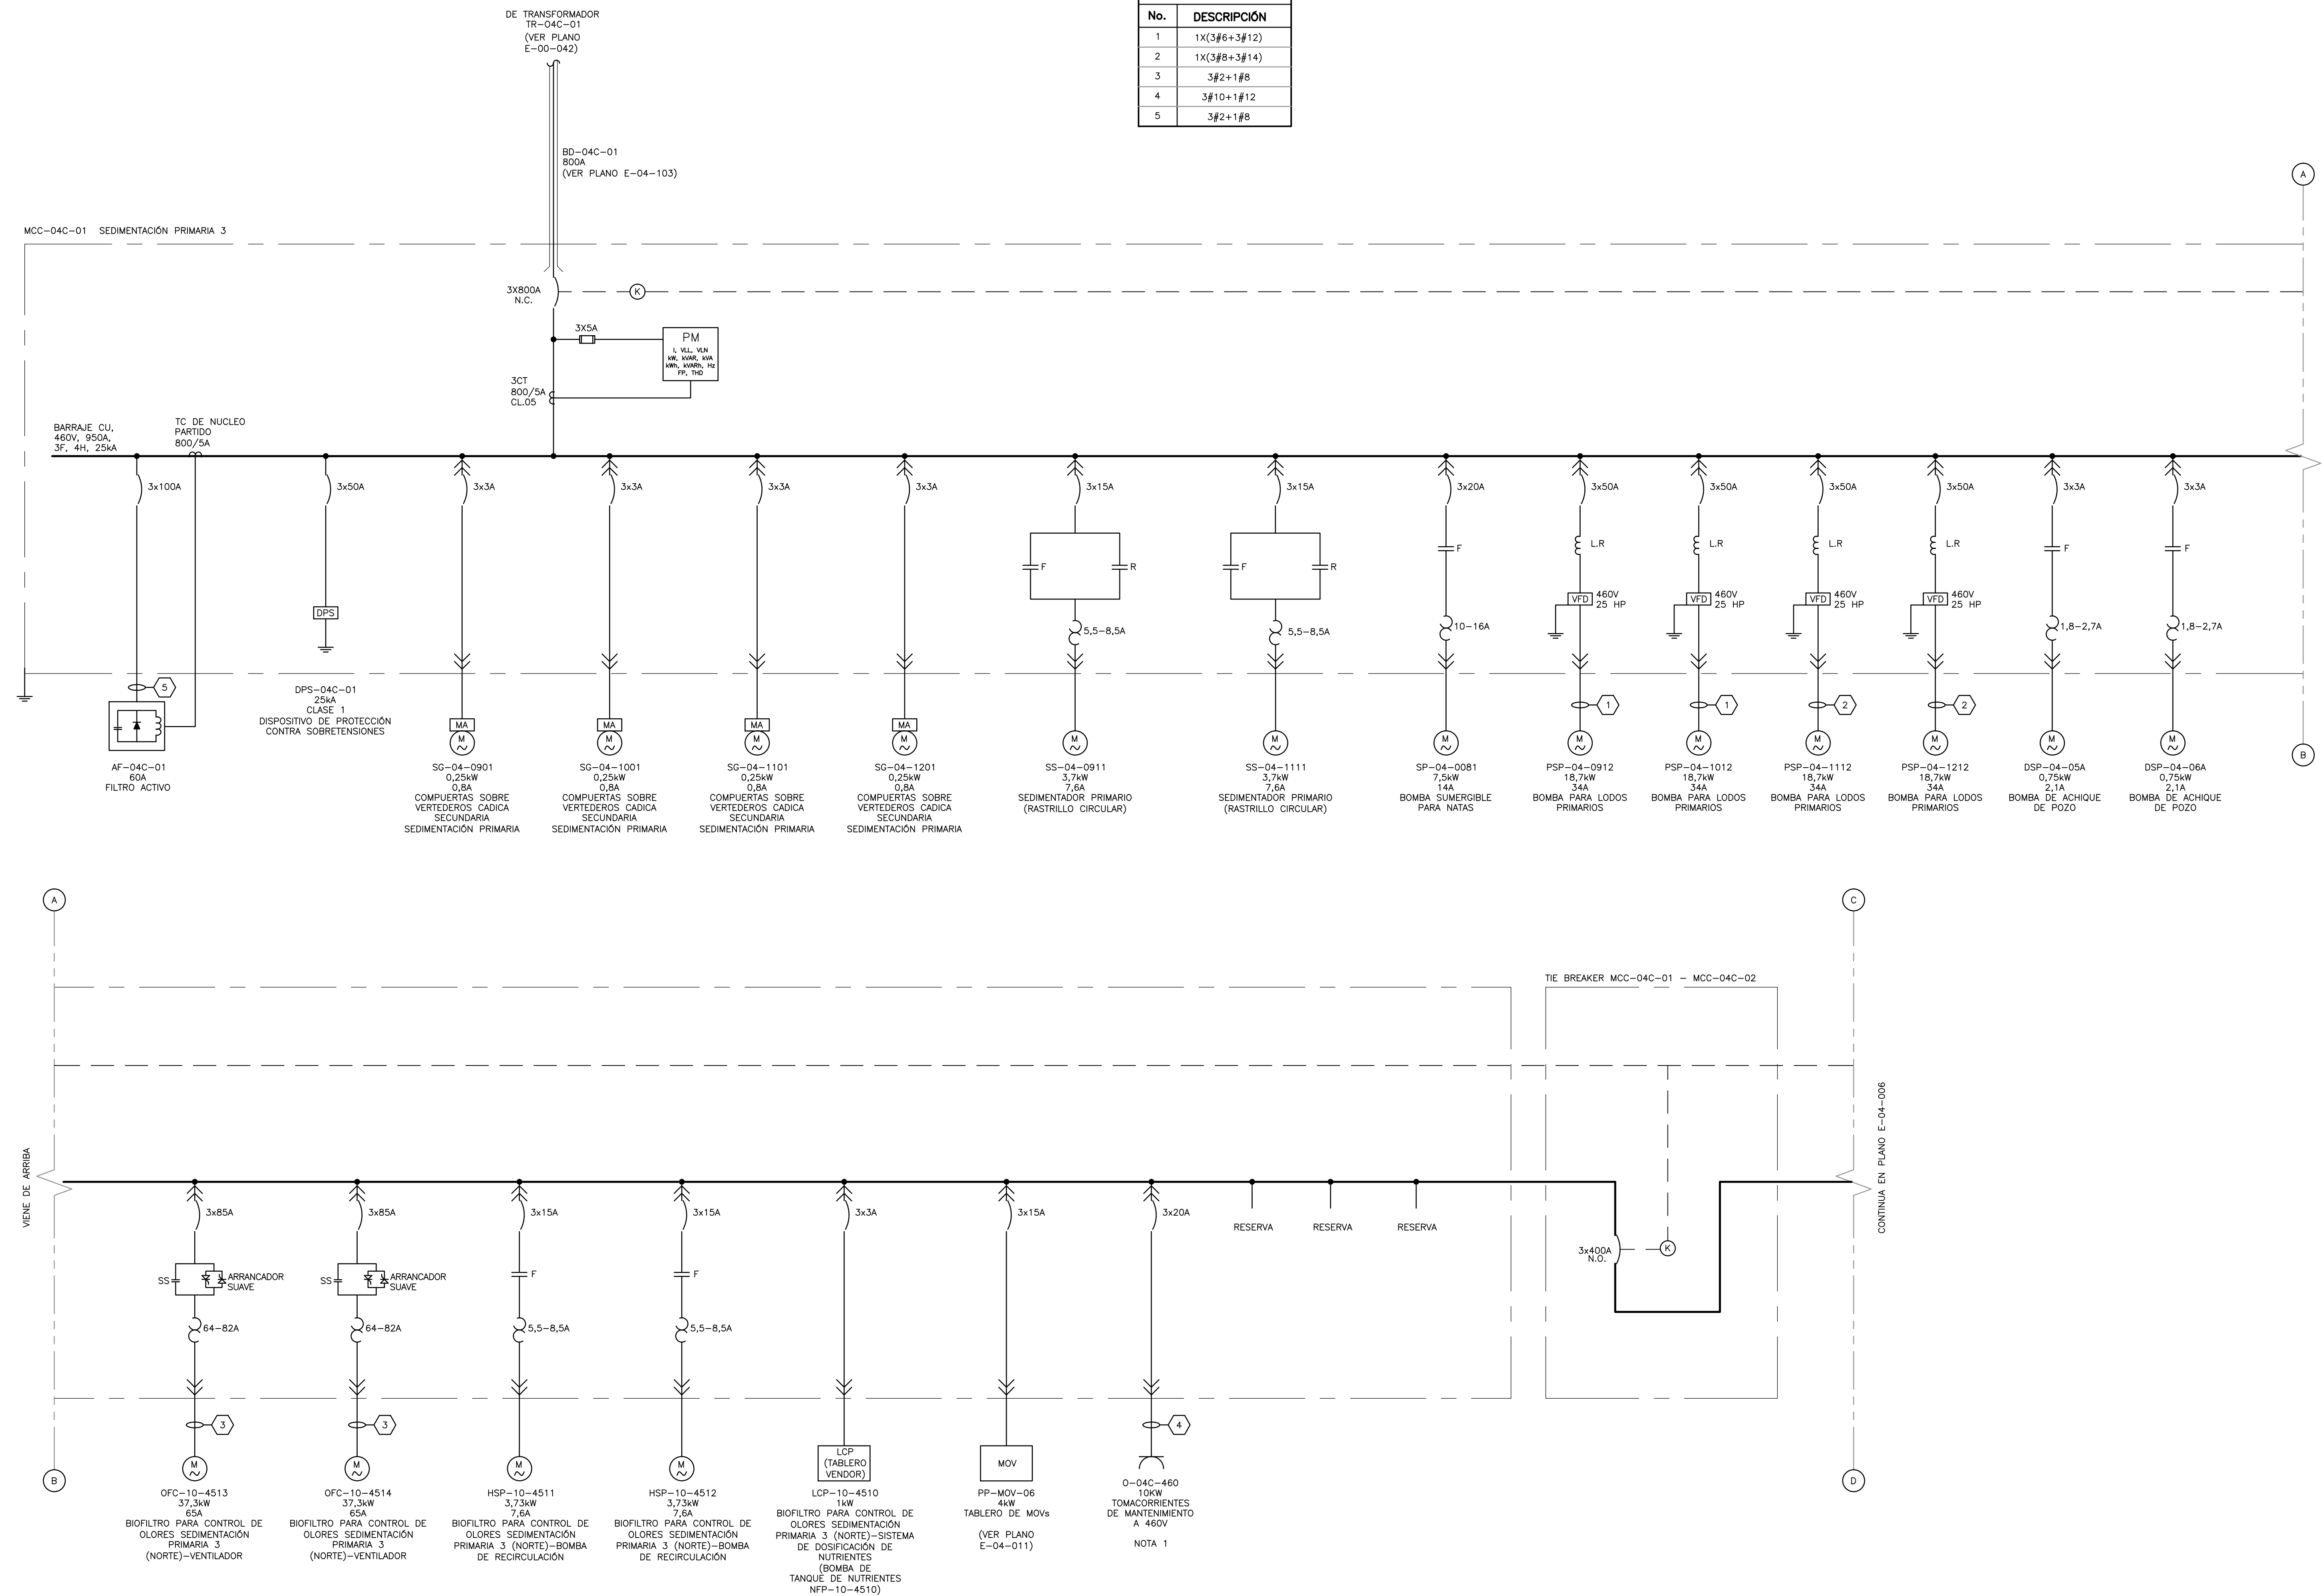 DE TRANSFORMADOR
TR-04C-01
(VER PLANO
E-00-042)
No. DESCRIPCIÓN
1 1X(3#6+3#12)
2 1X(3#8+3#14)
3 3#2+1#8
4 3#10+1#12
5 3#2+1#8
BD-04C-01
800A
(VER PLANO E-04-103)
A
MCC-04C-01 SEDIMENTACIÓN PRIMARIA 3
3X800A
N.C.
K
3X5A
PM
I, VLL, VLN
kW, kVAR, kVA
kWh, kVARh, Hz
FP, THD
3CT
800/5A
CL.05
BARRAJE CU,
460V, 950A,
3F, 4H, 25kA
TC DE NUCLEO
PARTIDO
800/5A
3x100A
3x50A
3x3A
3x3A
3x3A
3x3A
3x15A
3x15A
3x20A
3x50A
3x50A
3x50A
3x50A
3x3A
3x3A
F
R
F
R
F
L.R
L.R
L.R
L.R
F
F
DPS
VFD
460V
25 HP
VFD
460V
25 HP
VFD
460V
25 HP
VFD
460V
25 HP
5,5-8,5A
5,5-8,5A
10-16A
1,8-2,7A
1,8-2,7A
5
1
1
2
2
DPS-04C-01
25kA
CLASE 1
DISPOSITIVO DE PROTECCIÓN
CONTRA SOBRETENSIONES
MA
M
MA
M
MA
M
MA
M
M
M
M
M
M
M
M
M
M
B
AF-04C-01
60A
FILTRO ACTIVO
SG-04-0901
0,25kW
0,8A
COMPUERTAS SOBRE
VERTEDEROS CADICA
SECUNDARIA
SEDIMENTACIÓN PRIMARIA
SG-04-1001
0,25kW
0,8A
COMPUERTAS SOBRE
VERTEDEROS CADICA
SECUNDARIA
SEDIMENTACIÓN PRIMARIA
SG-04-1101
0,25kW
0,8A
COMPUERTAS SOBRE
VERTEDEROS CADICA
SECUNDARIA
SEDIMENTACIÓN PRIMARIA
SG-04-1201
0,25kW
0,8A
COMPUERTAS SOBRE
VERTEDEROS CADICA
SECUNDARIA
SEDIMENTACIÓN PRIMARIA
SS-04-0911
3,7kW
7,6A
SEDIMENTADOR PRIMARIO
(RASTRILLO CIRCULAR)
SS-04-1111
3,7kW
7,6A
SEDIMENTADOR PRIMARIO
(RASTRILLO CIRCULAR)
SP-04-0081
7,5kW
14A
BOMBA SUMERGIBLE
PARA NATAS
PSP-04-0912
18,7kW
34A
BOMBA PARA LODOS
PRIMARIOS
PSP-04-1012
18,7kW
34A
BOMBA PARA LODOS
PRIMARIOS
PSP-04-1112
18,7kW
34A
BOMBA PARA LODOS
PRIMARIOS
PSP-04-1212
18,7kW
34A
BOMBA PARA LODOS
PRIMARIOS
DSP-04-05A
0,75kW
2,1A
BOMBA DE ACHIQUE
DE POZO
DSP-04-06A
0,75kW
2,1A
BOMBA DE ACHIQUE
DE POZO
A
C
TIE BREAKER MCC-04C-01 - MCC-04C-02
VIENE DE ARRIBA
CONTINUA EN PLANO E-04-006
3x85A
3x85A
3x15A
3x15A
3x3A
3x15A
3x20A
RESERVA
RESERVA
RESERVA
3x400A
N.O.
K
SS
ARRANCADOR
SUAVE
SS
ARRANCADOR
SUAVE
F
F
64-82A
64-82A
5,5-8,5A
5,5-8,5A
3
3
4
M
M
M
M
LCP
(TABLERO
VENDOR)
MOV
B
D
OFC-10-4513
37,3kW
65A
BIOFILTRO PARA CONTROL DE
OLORES SEDIMENTACIÓN
PRIMARIA 3
(NORTE)-VENTILADOR
OFC-10-4514
37,3kW
65A
BIOFILTRO PARA CONTROL DE
OLORES SEDIMENTACIÓN
PRIMARIA 3
(NORTE)-VENTILADOR
HSP-10-4511
3,73kW
7,6A
BIOFILTRO PARA CONTROL DE
OLORES SEDIMENTACIÓN
PRIMARIA 3 (NORTE)-BOMBA
DE RECIRCULACIÓN
HSP-10-4512
3,73kW
7,6A
BIOFILTRO PARA CONTROL DE
OLORES SEDIMENTACIÓN
PRIMARIA 3 (NORTE)-BOMBA
DE RECIRCULACIÓN
LCP-10-4510
1kW
BIOFILTRO PARA CONTROL DE
OLORES SEDIMENTACIÓN
PRIMARIA 3 (NORTE)-SISTEMA
DE DOSIFICACIÓN DE
NUTRIENTES
(BOMBA DE
TANQUE DE NUTRIENTES
NFP-10-4510)
PP-MOV-06
4kW
TABLERO DE MOVs
(VER PLANO
E-04-011)
O-04C-460
10KW
TOMACORRIENTES
DE MANTENIMIENTO
A 460V
NOTA 1